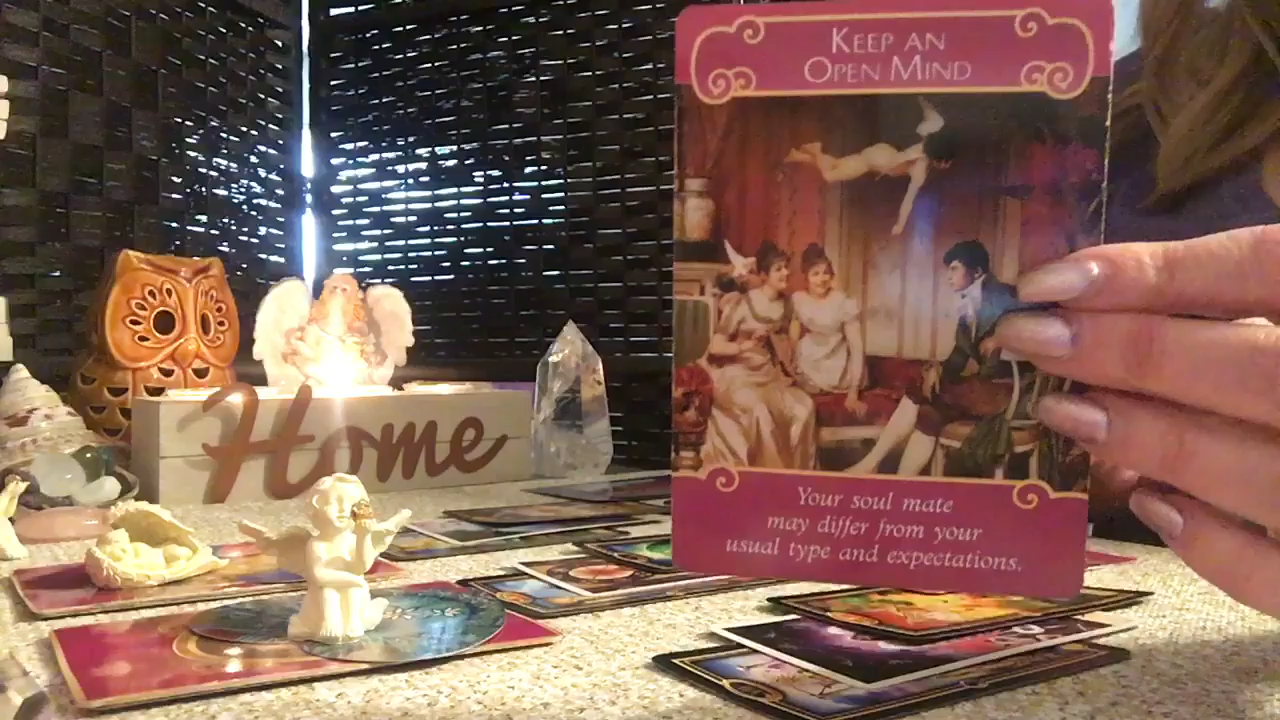 KEEP AN
OPEN MIND
Home
Your soul mate
may differ from your
usual type and expectations.